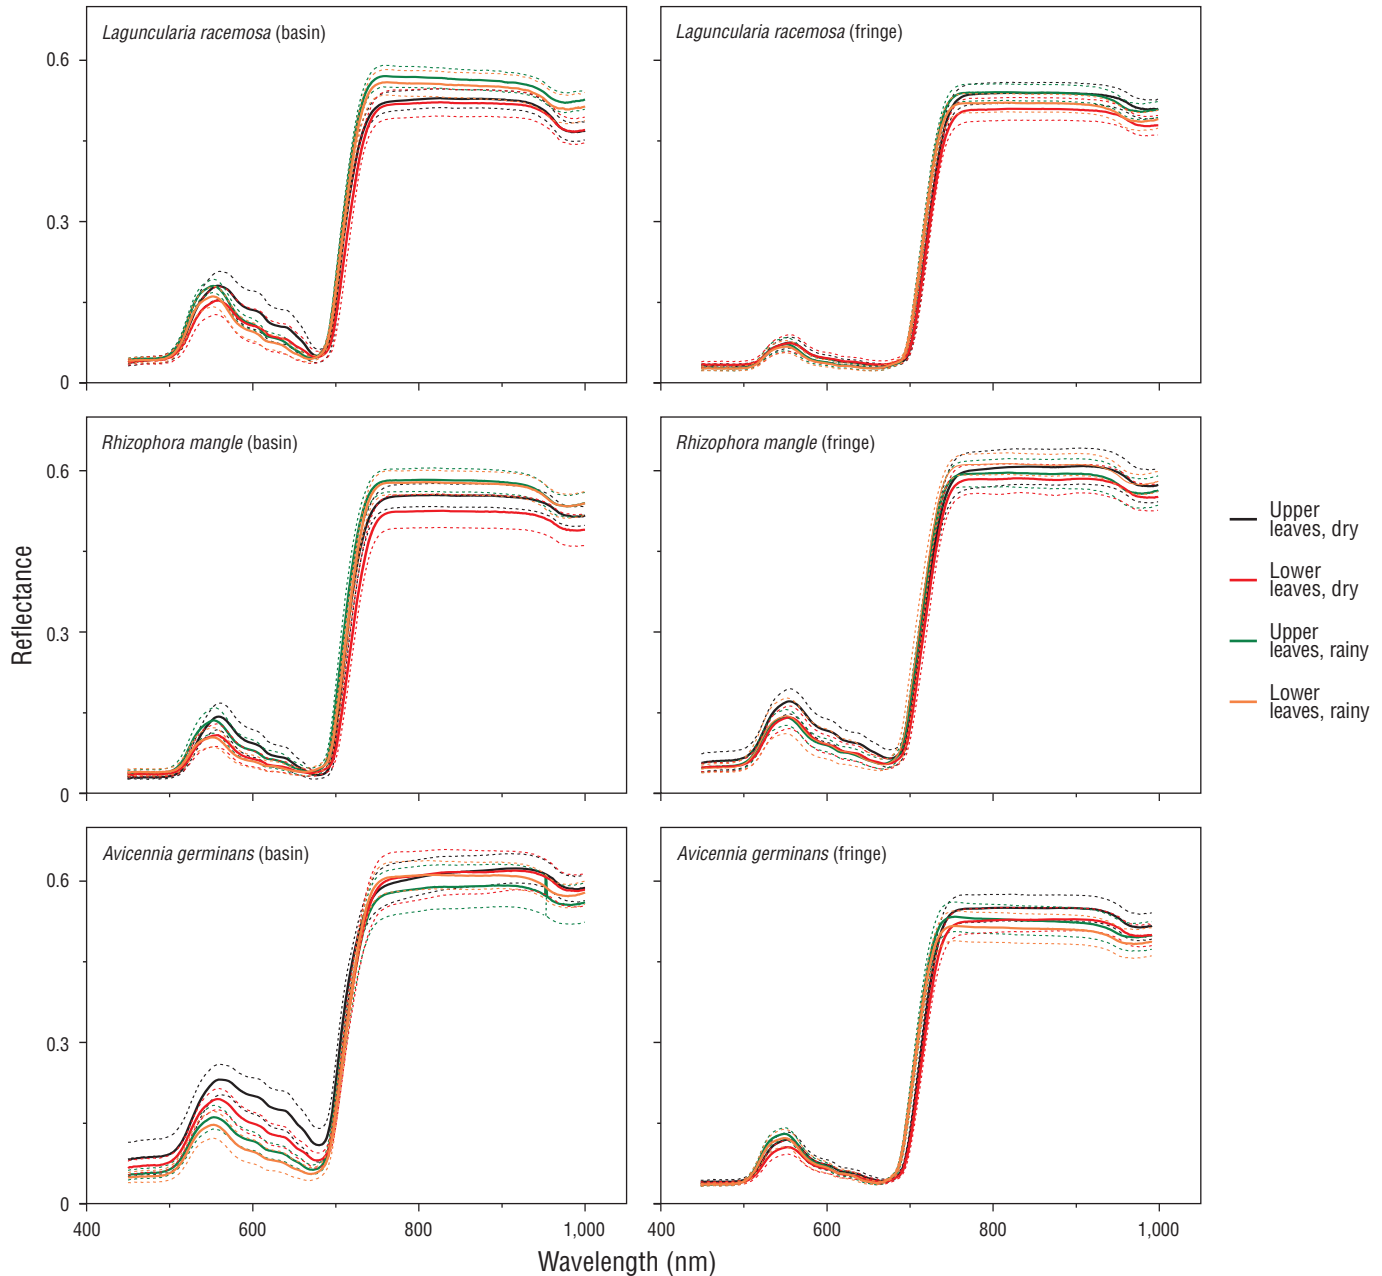 Laguncularia racemosa (basin)
Laguncularia racemosa (fringe)
0.6
0.3
0
Rhizophora mangle (basin)
Rhizophora mangle (fringe)
0.6
0.3
0
Reflectance
Upper
leaves, dry
Lower
leaves, dry
Upper
leaves, rainy
Lower
leaves, rainy
Avicennia germinans (basin)
Avicennia germinans (fringe)
0.6
0.3
0
400
600
800
1,000
400
600
800
1,000
Wavelength (nm)